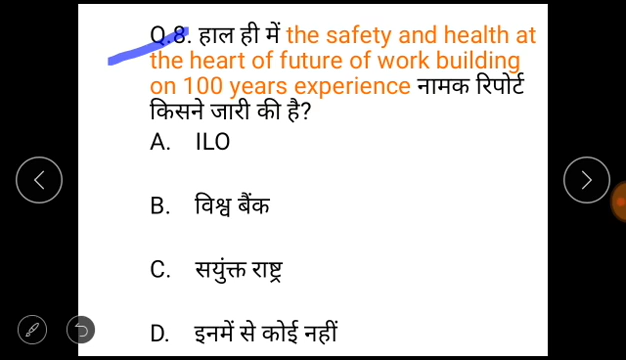 Q.8. हाल ही में the safety and health at
the heart of future of work building
on 100 years experience नामक रिपोर्ट
किसने जारी की है?
A. ILO
B. विश्व बैंक
C. सयुंक्त राष्ट्र
D. इनमें से कोई नहीं